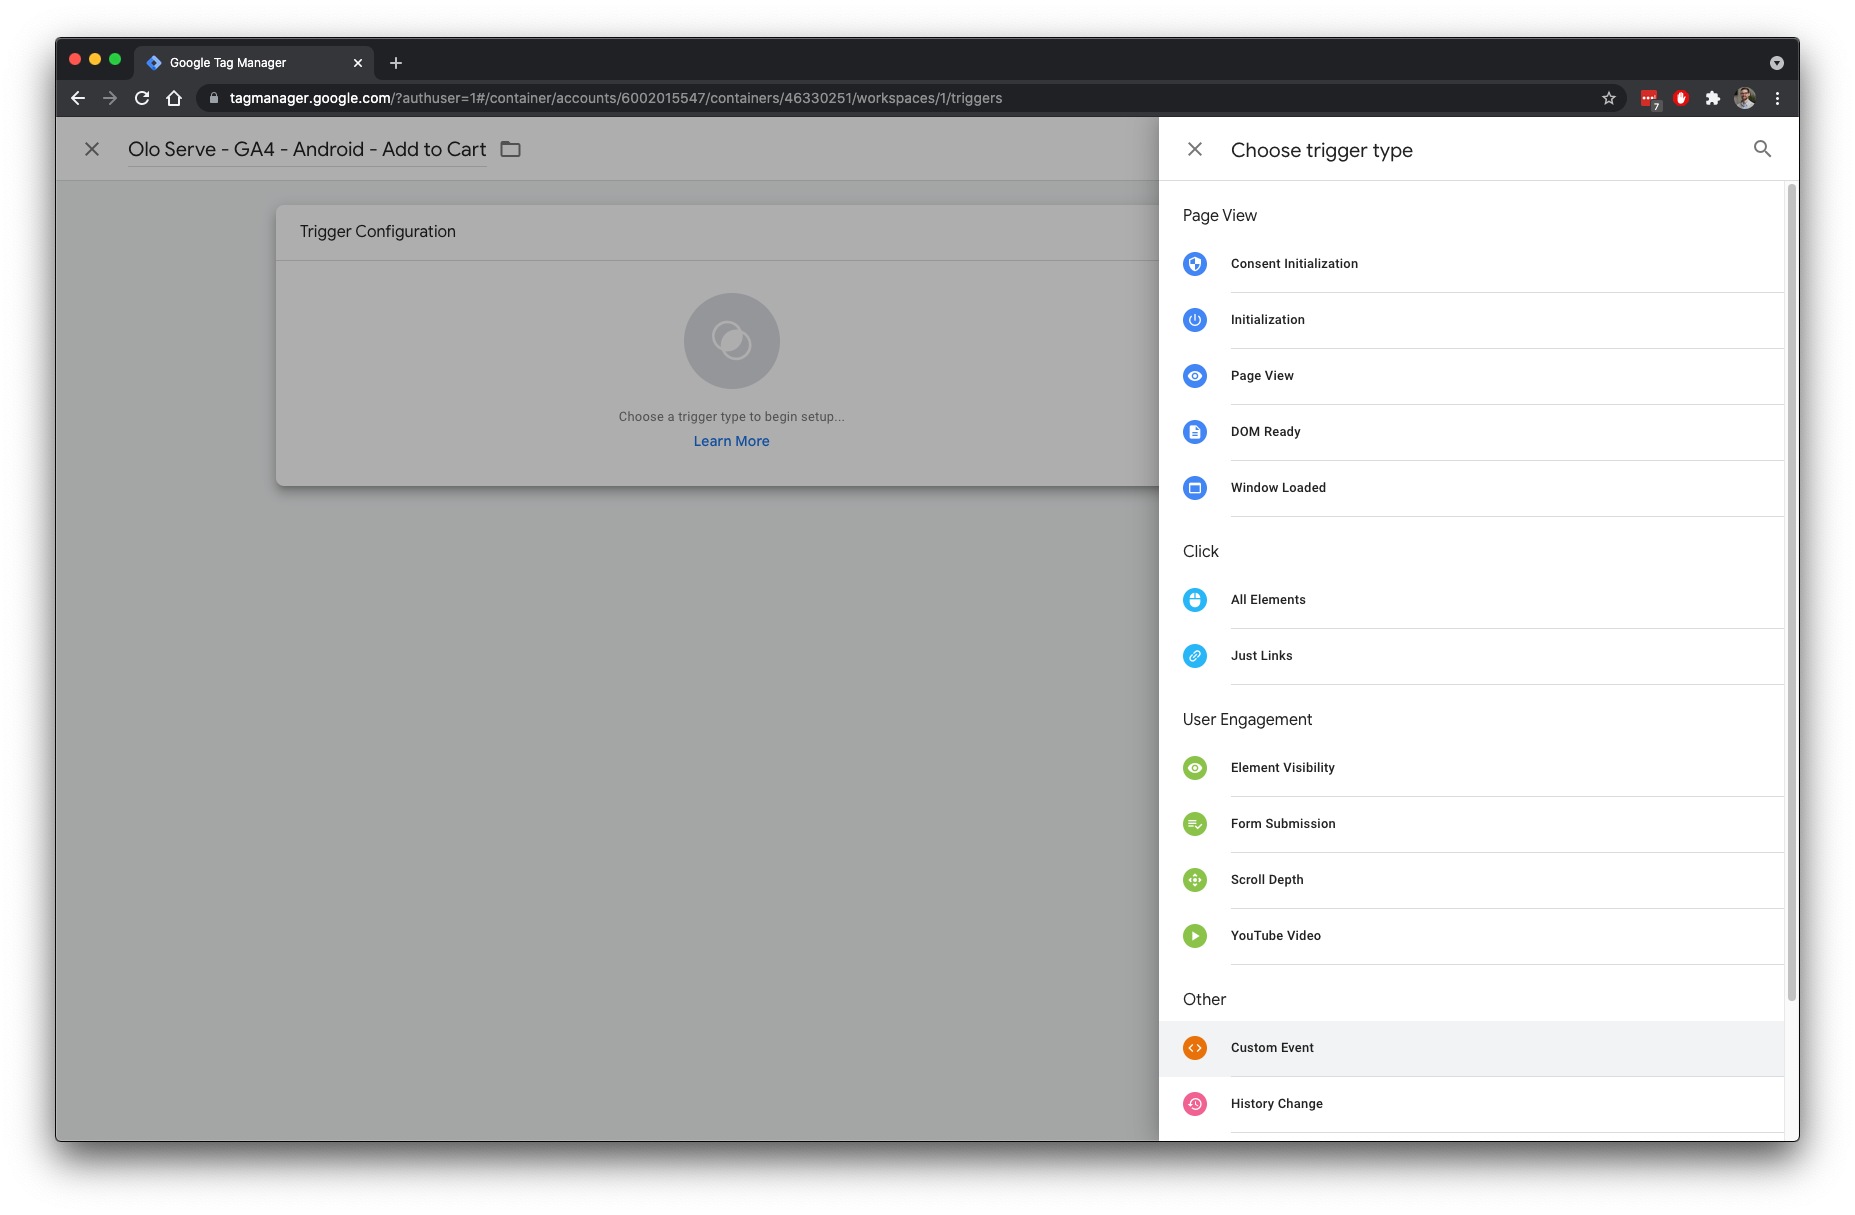 Google Tag Manager
tagmanager.google.com/?authuser=1#/container/accounts/6002015547/containers/46330251/workspaces/1/triggers
7
Olo Serve - GA4 - Android - Add to Cart
Choose trigger type
Trigger Configuration
Choose a trigger type to begin setup...
Learn More
Page View
Consent Initialization
Initialization
Page View
DOM Ready
Window Loaded
Click
All Elements
Just Links
User Engagement
Element Visibility
Form Submission
Scroll Depth
YouTube Video
Other
Custom Event
History Change